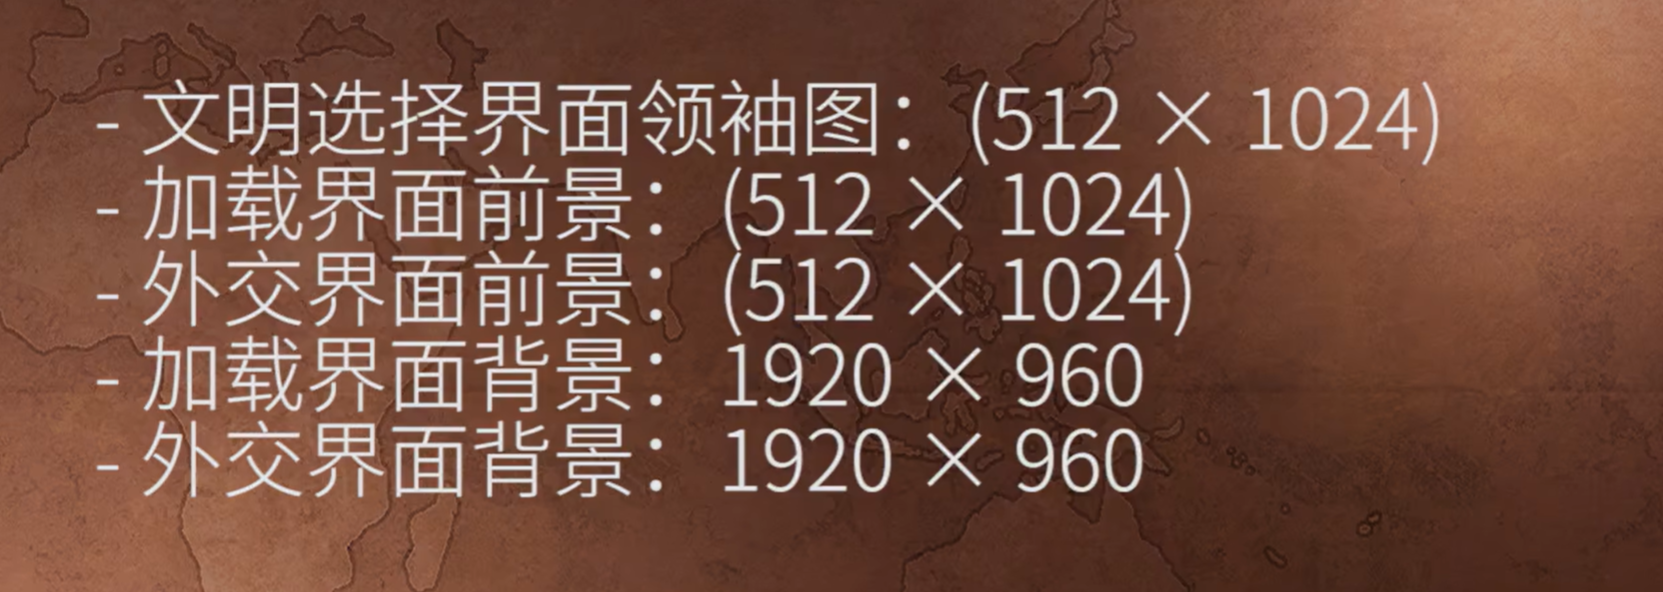 - 文明选择界面领袖图：(512 × 1024)
- 加载界面前景：(512 × 1024)
- 外交界面前景：(512 × 1024)
- 加载界面背景：1920 × 960
- 外交界面背景：1920 × 960